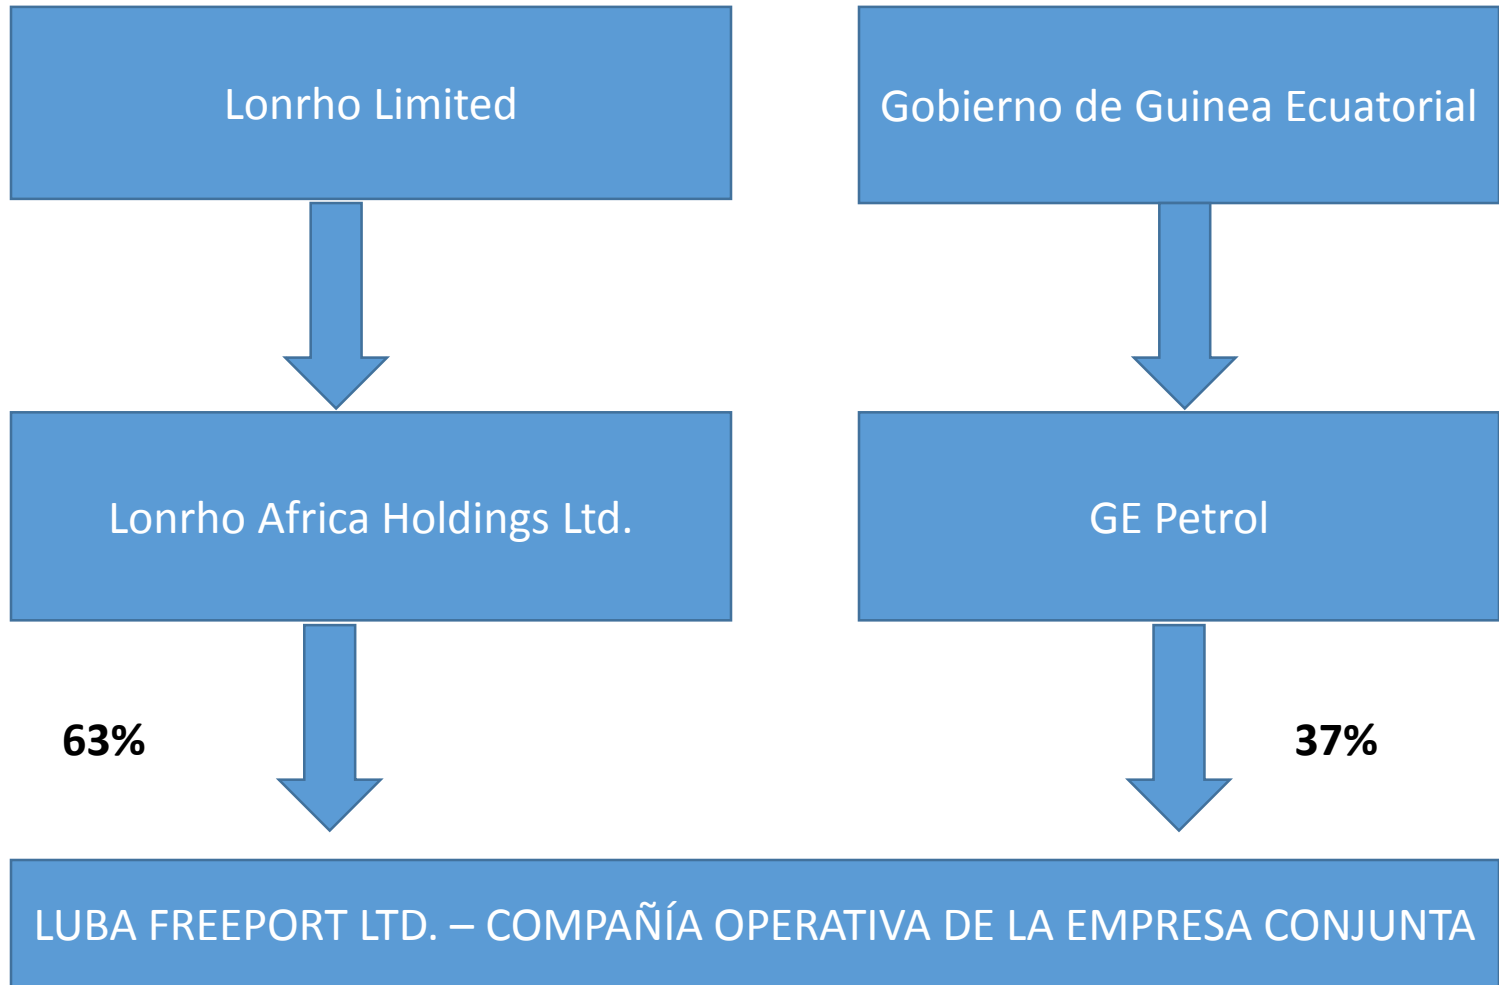 Lonrho Limited
Gobierno de Guinea Ecuatorial
Lonrho Africa Holdings Ltd.
GE Petrol
63%
37%
LUBA FREEPORT LTD. – COMPAÑÍA OPERATIVA DE LA EMPRESA CONJUNTA